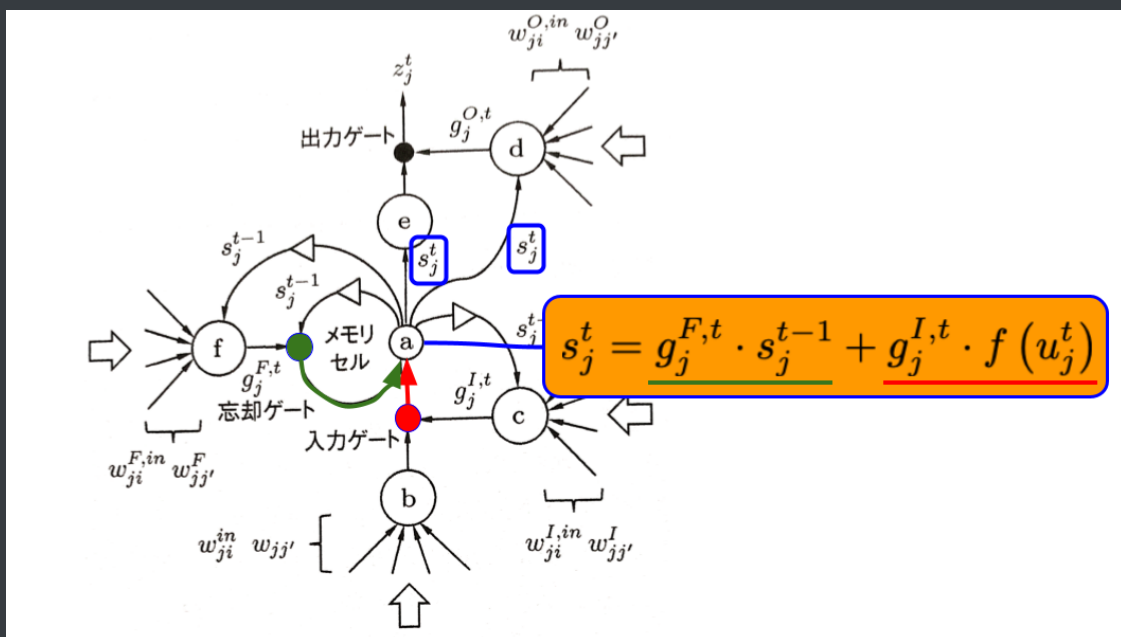 w_{ji}^{O,in} w_{jj'}^{O}
z_j^t
g_j^{O,t}
出力ゲート
d
e
s_j^t
s_j^t
s_j^{t-1}
s_j^{t-1}
メモリ
セル
a
f
g_j^{F,t}
忘却ゲート
s_j^t = g_j^{F,t} · s_j^{t-1} + g_j^{I,t} · f (u_j^t)
g_j^{I,t}
c
入力ゲート
w_{ji}^{F,in} w_{jj'}^{F}
b
w_{ji}^{in} w_{jj'}
w_{ji}^{I,in} w_{jj'}^{I}